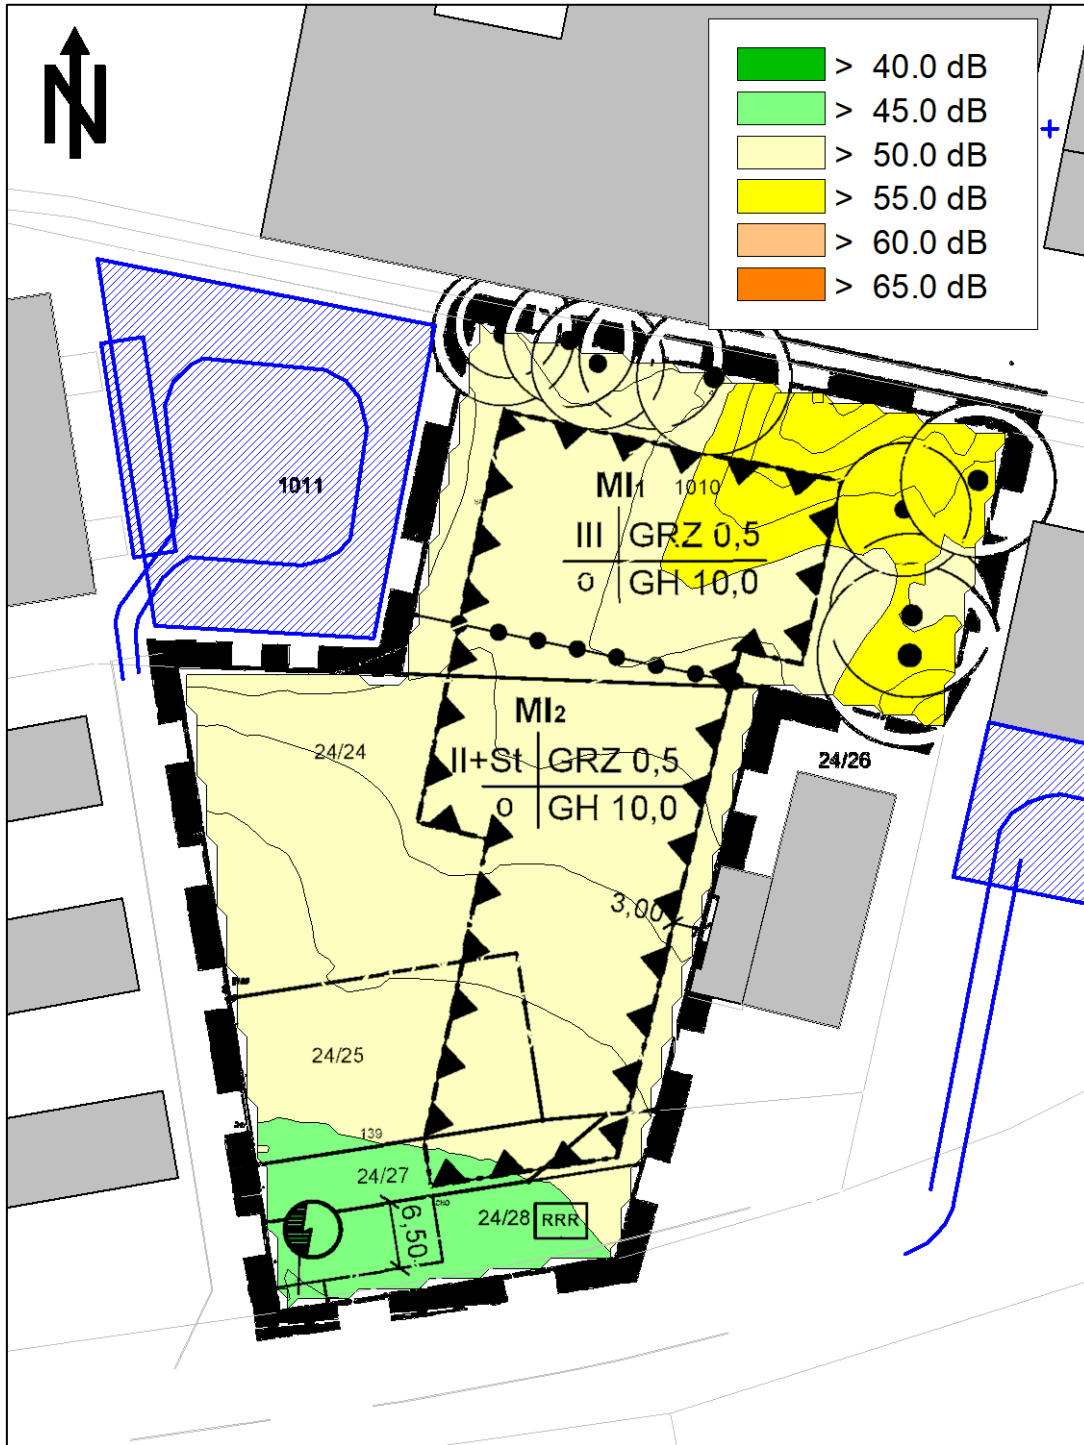 N
> 40.0 dB
> 45.0 dB
> 50.0 dB
> 55.0 dB
> 60.0 dB
> 65.0 dB
1011
MI1 1010
III GRZ 0,5
o GH 10,0
MI2
24/24
II+St GRZ 0,5
o GH 10,0
24/26
3,00
24/25
139
24/27
24/28 RRR
6,50